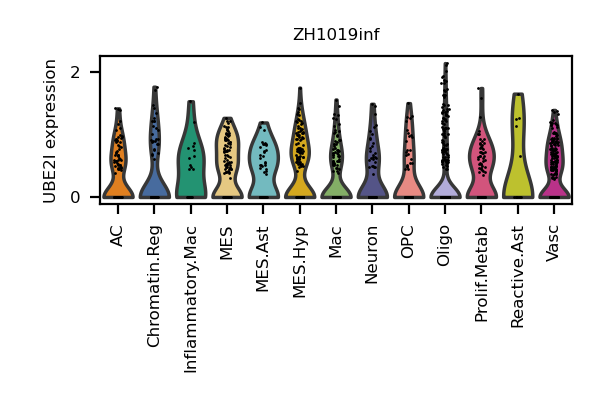 ZH1019inf
UBE2I expression
2
0
AC
Chromatin.Reg
Inflammatory.Mac
MES
MES.Ast
MES.Hyp
Mac
Neuron
OPC
Oligo
Prolif.Metab
Reactive.Ast
Vasc